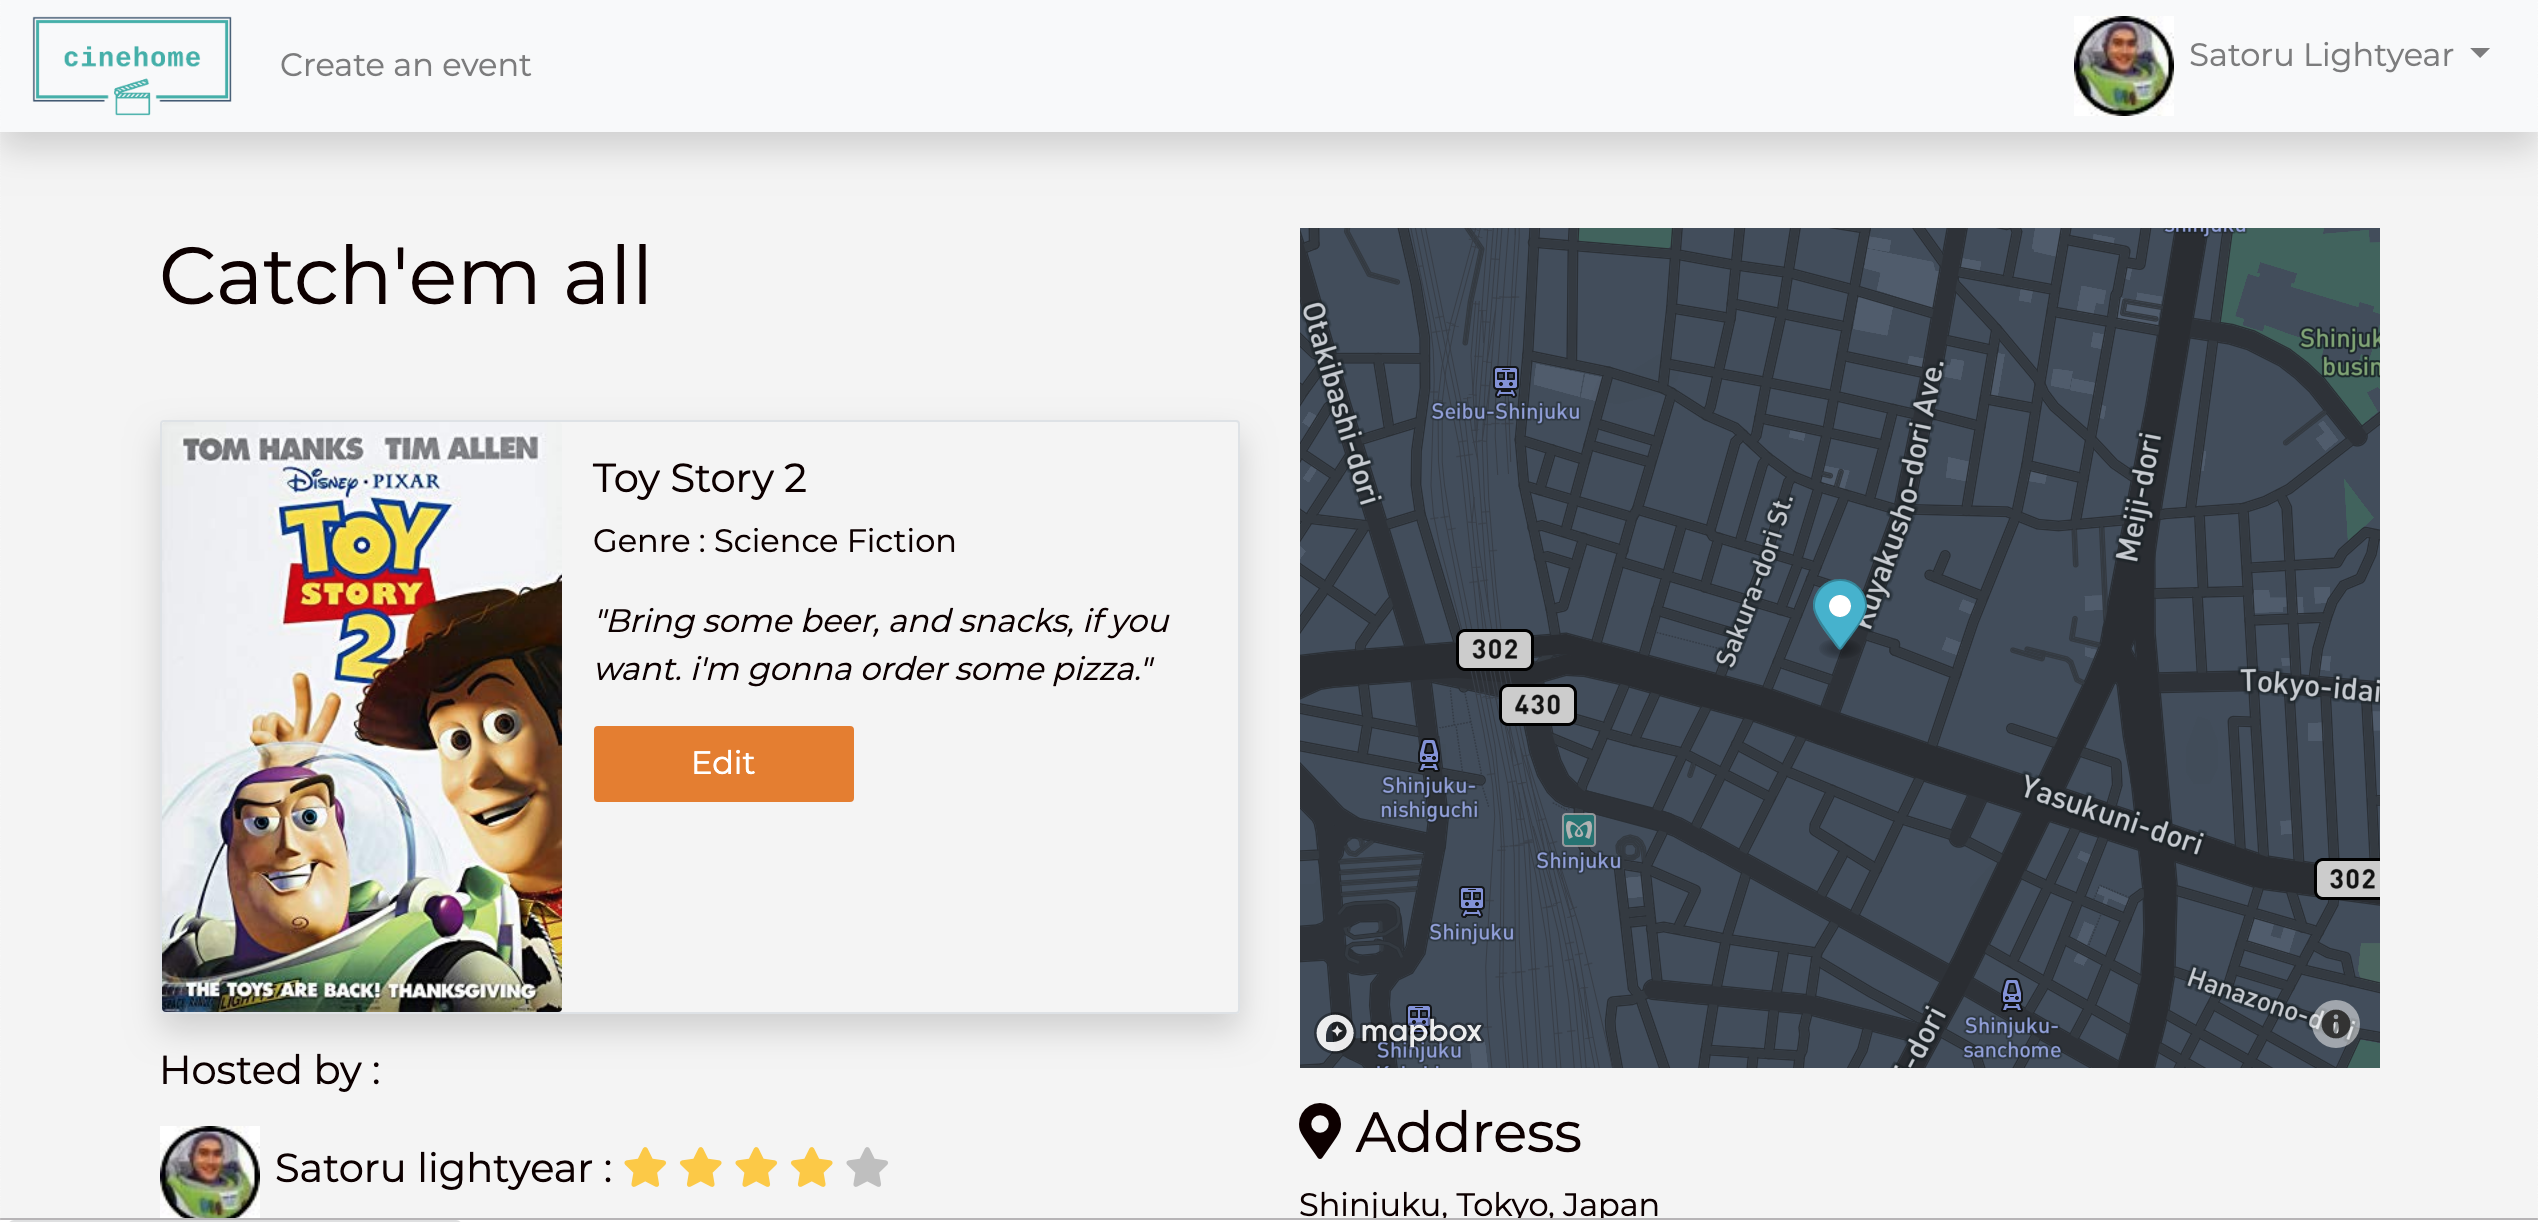 cinehome
Create an event
Satoru Lightyear
Catch'em all
TOM HANKS TIM ALLEN
DISNEY · PIXAR
TOY
STORY
2
THE TOYS ARE BACK! THANKSGIVING
Toy Story 2
Genre : Science Fiction
"Bring some beer, and snacks, if you
want. i'm gonna order some pizza."
Edit
Hosted by :
Satoru lightyear :
Shinjuku
Otakibashi-dori
Seibu-Shinjuku
Kuyakusho-dori Ave.
Meiji-dori
Sakura-dori St.
302
430
Tokyo-idai
Shinjuku-
nishiguchi
Shinjuku
Yasukuni-dori
302
Shinjuku
Hanazono-d
Shinjuku-
sanchome
-dori
mapbox
Shinjuku
Address
Shinjuku, Tokyo, Japan